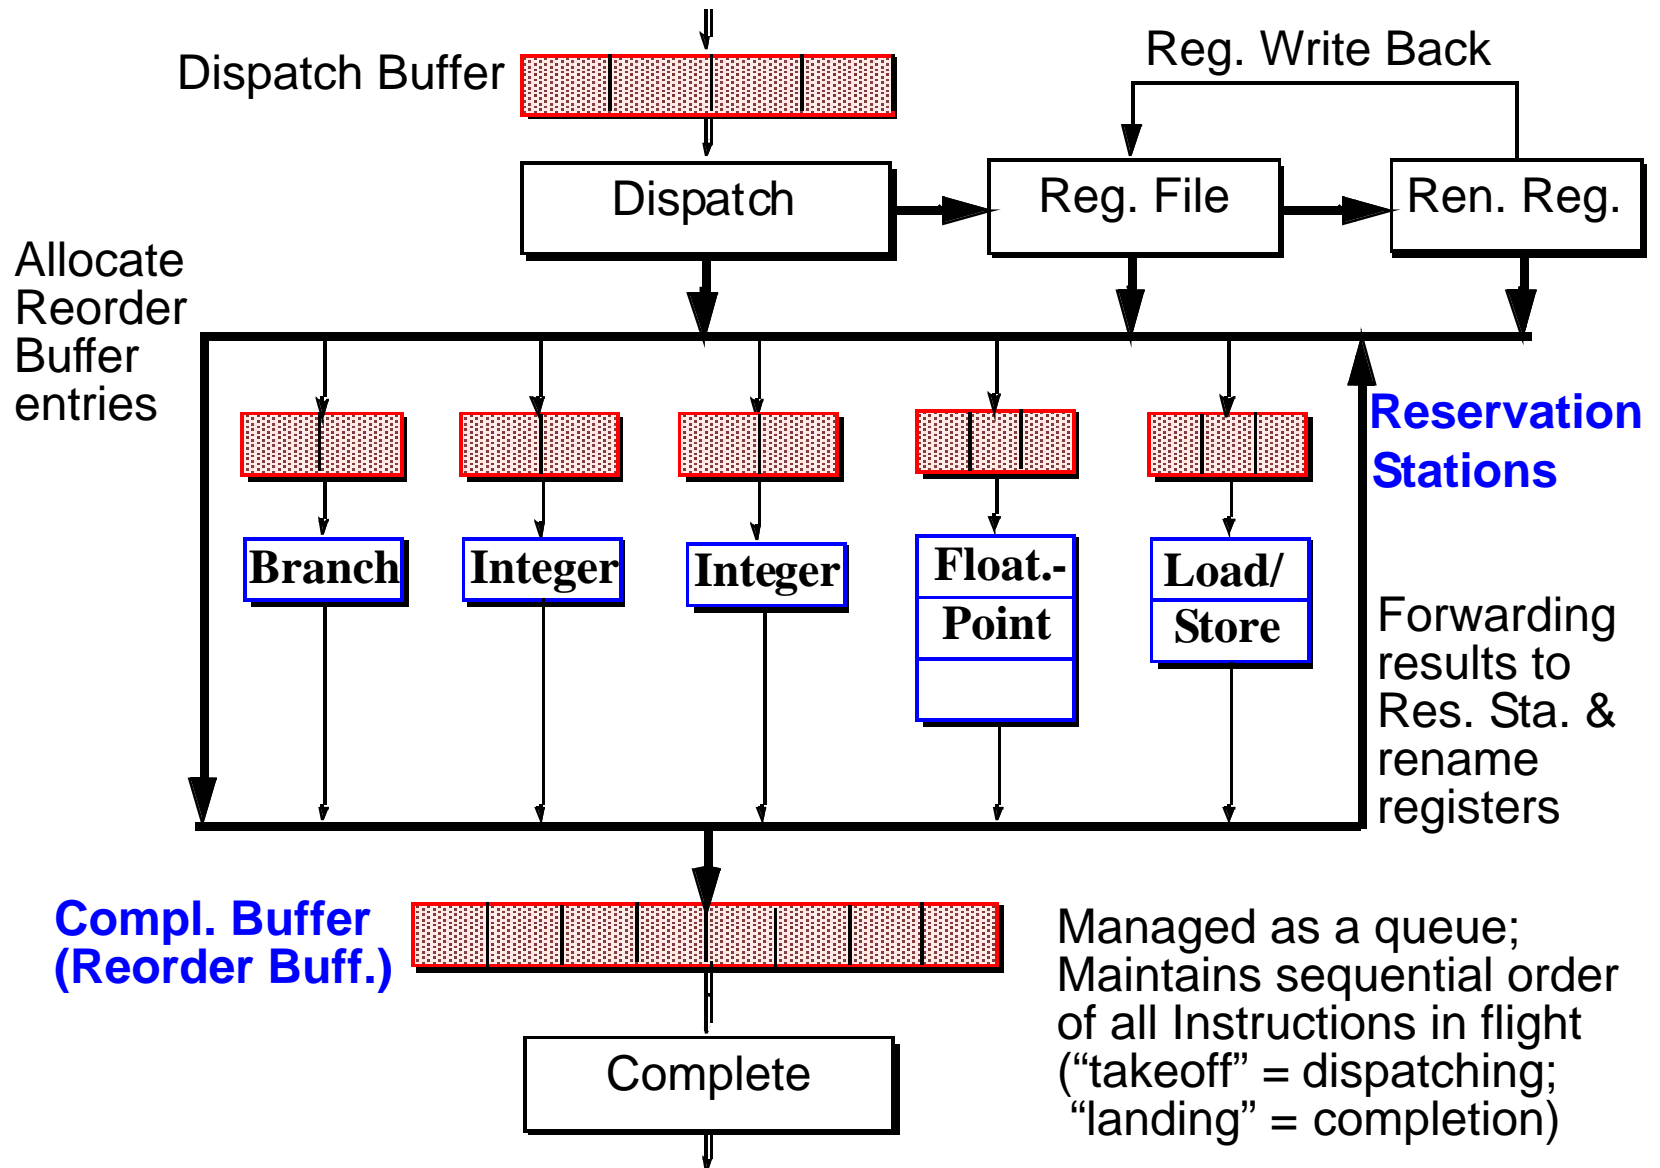 Dispatch Buffer
Reg. Write Back
Dispatch
Reg. File
Ren. Reg.
Allocate
Reorder
Buffer
entries
Reservation
Stations
Branch
Integer
Integer
Float.-
Point
Load/
Store
Forwarding
results to
Res. Sta. &
rename
registers
Compl. Buffer
(Reorder Buff.)
Managed as a queue;
Maintains sequential order
of all Instructions in flight
(“takeoff” = dispatching;
“landing” = completion)
Complete